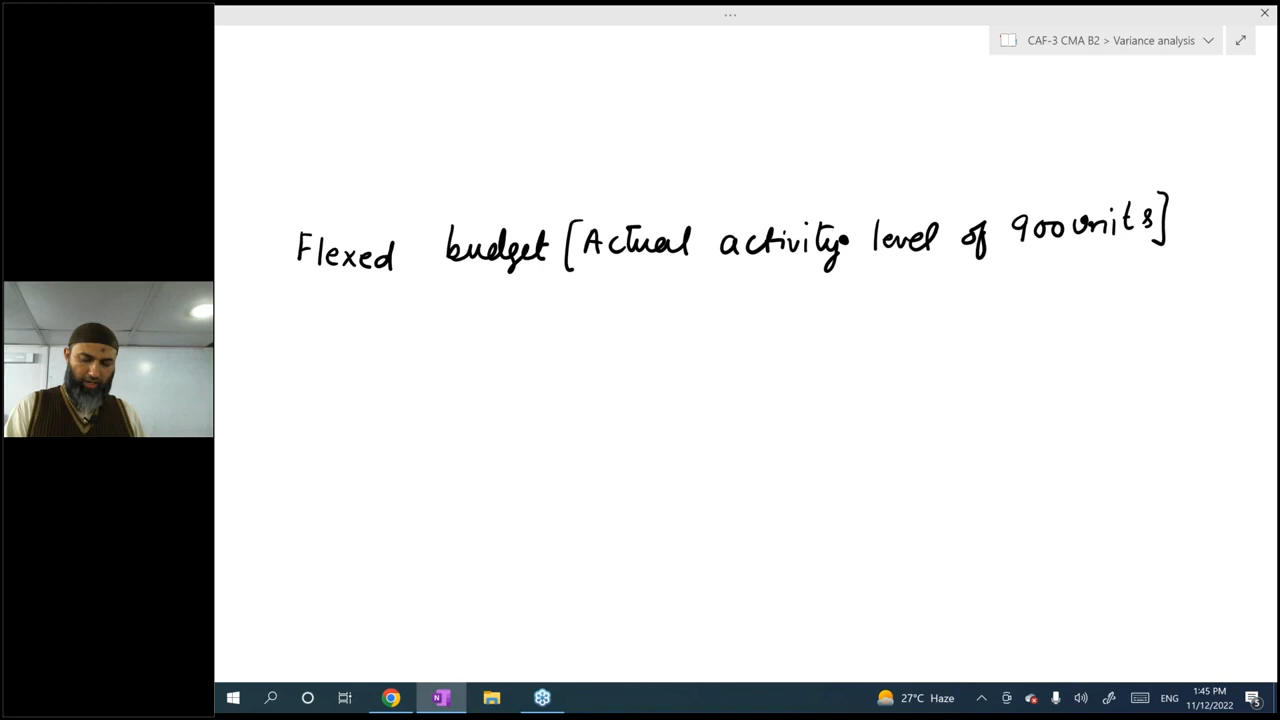 CAF-3 CMA B2 > Variance analysis
Flexed budget [Actual activity level of 900 units]
27°C Haze
ENG
1:45 PM
11/12/2022
5